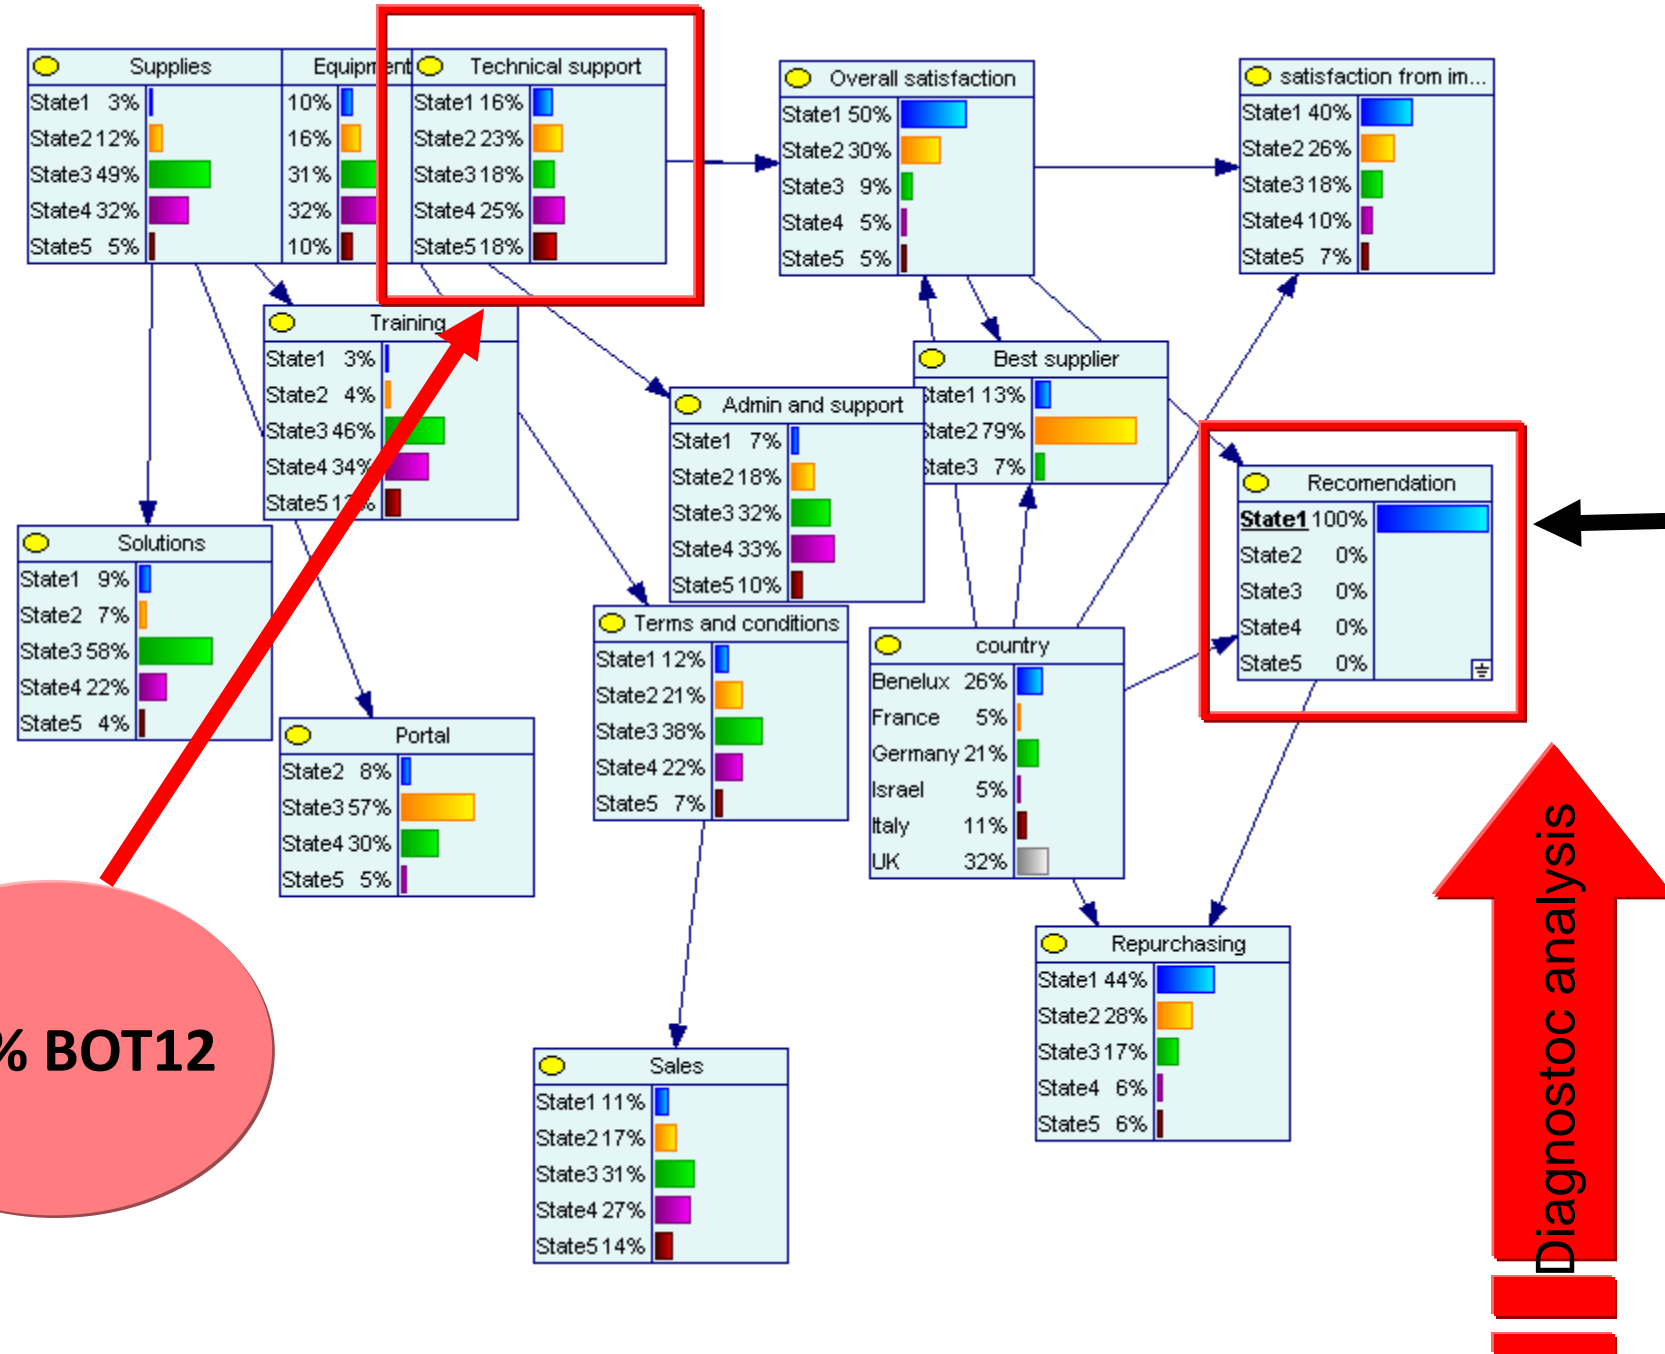 Supplies
State1 3%
State2 12%
State3 49%
State4 32%
State5 5%
Equipment
10%
16%
31%
32%
10%
Technical support
State1 16%
State2 23%
State3 18%
State4 25%
State5 18%
Overall satisfaction
State1 50%
State2 30%
State3 9%
State4 5%
State5 5%
satisfaction from im...
State1 40%
State2 26%
State3 18%
State4 10%
State5 7%
Training
State1 3%
State2 4%
State3 46%
State4 34%
State5
Best supplier
State1 13%
State2 79%
State3 7%
Admin and support
State1 7%
State2 18%
State3 32%
State4 33%
State5 10%
Recomendation
State1 100%
State2 0%
State3 0%
State4 0%
State5 0%
Solutions
State1 9%
State2 7%
State3 58%
State4 22%
State5 4%
Terms and conditions
State1 12%
State2 21%
State3 38%
State4 22%
State5 7%
country
Benelux 26%
France 5%
Germany 21%
Israel 5%
Italy 11%
UK 32%
Portal
State2 8%
State3 57%
State4 30%
State5 5%
Repurchasing
State1 44%
State2 28%
State3 17%
State4 6%
State5 6%
Sales
State1 11%
State2 17%
State3 31%
State4 27%
State5 14%
% BOT12
Diagnostoc analysis